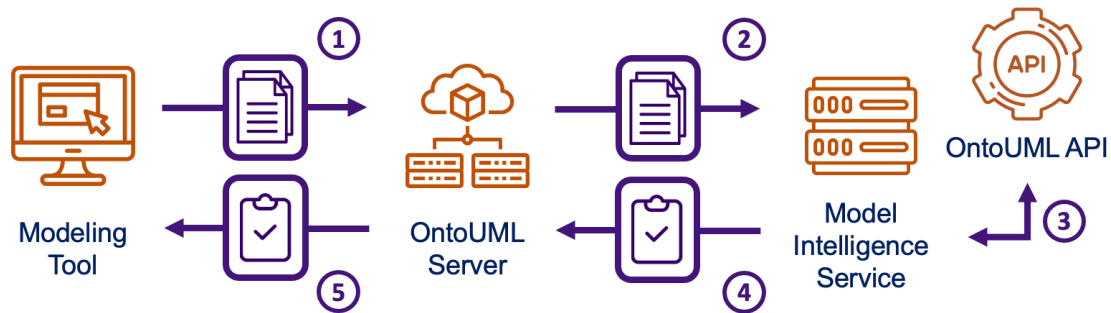 1
2
API
OntoUML API
Modeling
Tool
OntoUML
Server
Model
Intelligence
Service
3
5
4